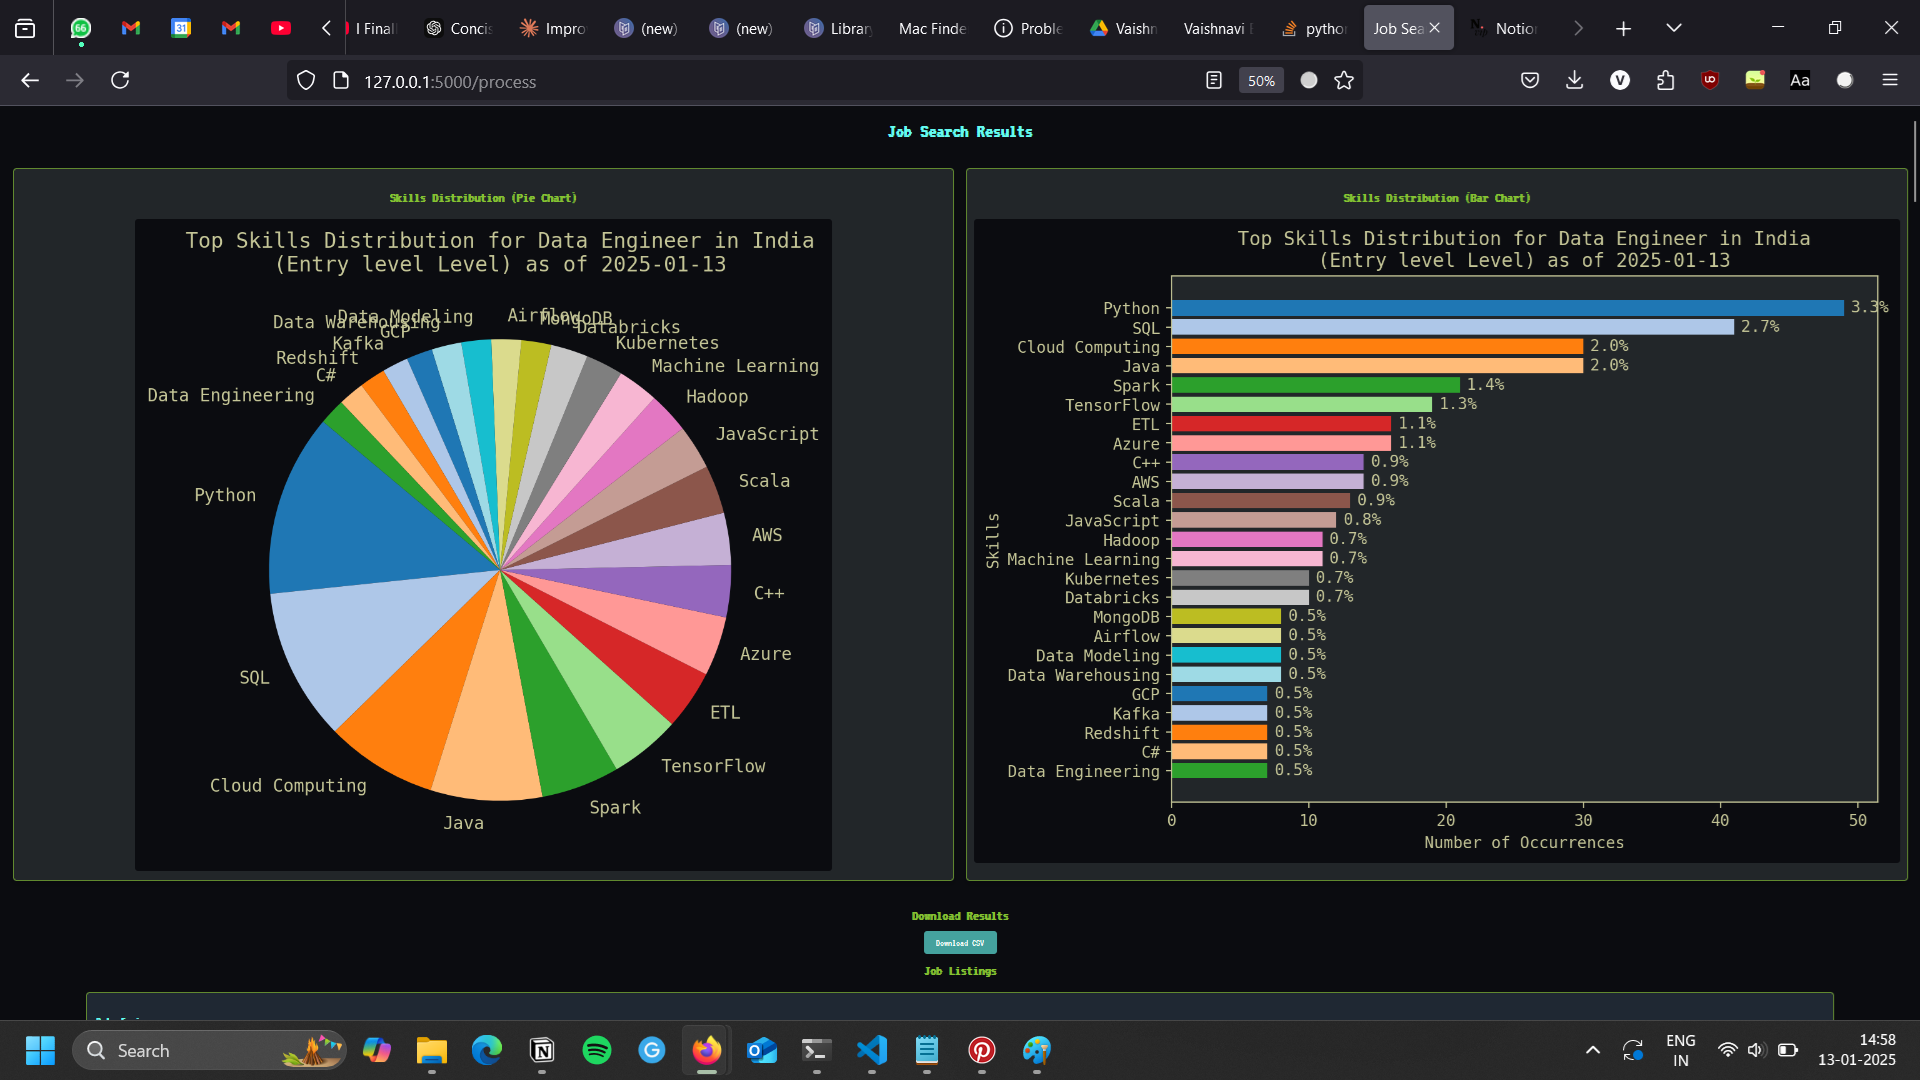 66
31
I Finall
Concis
Impro
(new)
(new)
Library
Mac Finde
Proble
Vaishn
Vaishnavi
python
Job Sea
Notion
127.0.0.1:5000/process
50%
V
Aa
Job Search Results
Skills Distribution (Pie Chart)
Top Skills Distribution for Data Engineer in India
(Entry level Level) as of 2025-01-13
Data Modeling
Data Warehousing
GCP
Kafka
Redshift
C#
Data Engineering
Python
SQL
Cloud Computing
Java
Spark
TensorFlow
ETL
Azure
C++
AWS
Scala
JavaScript
Hadoop
Machine Learning
Kubernetes
Databricks
MongoDB
Airflow
Skills Distribution (Bar Chart)
Top Skills Distribution for Data Engineer in India
(Entry level Level) as of 2025-01-13
Skills
Python 3.3%
SQL 2.7%
Cloud Computing 2.0%
Java 2.0%
Spark 1.4%
TensorFlow 1.3%
ETL 1.1%
Azure 1.1%
C++ 0.9%
AWS 0.9%
Scala 0.9%
JavaScript 0.8%
Hadoop 0.7%
Machine Learning 0.7%
Kubernetes 0.7%
Databricks 0.7%
MongoDB 0.5%
Airflow 0.5%
Data Modeling 0.5%
Data Warehousing 0.5%
GCP 0.5%
Kafka 0.5%
Redshift 0.5%
C# 0.5%
Data Engineering 0.5%
0 10 20 30 40 50
Number of Occurrences
Download Results
Download CSV
Job Listings
Search
ENG
IN
14:58
13-01-2025